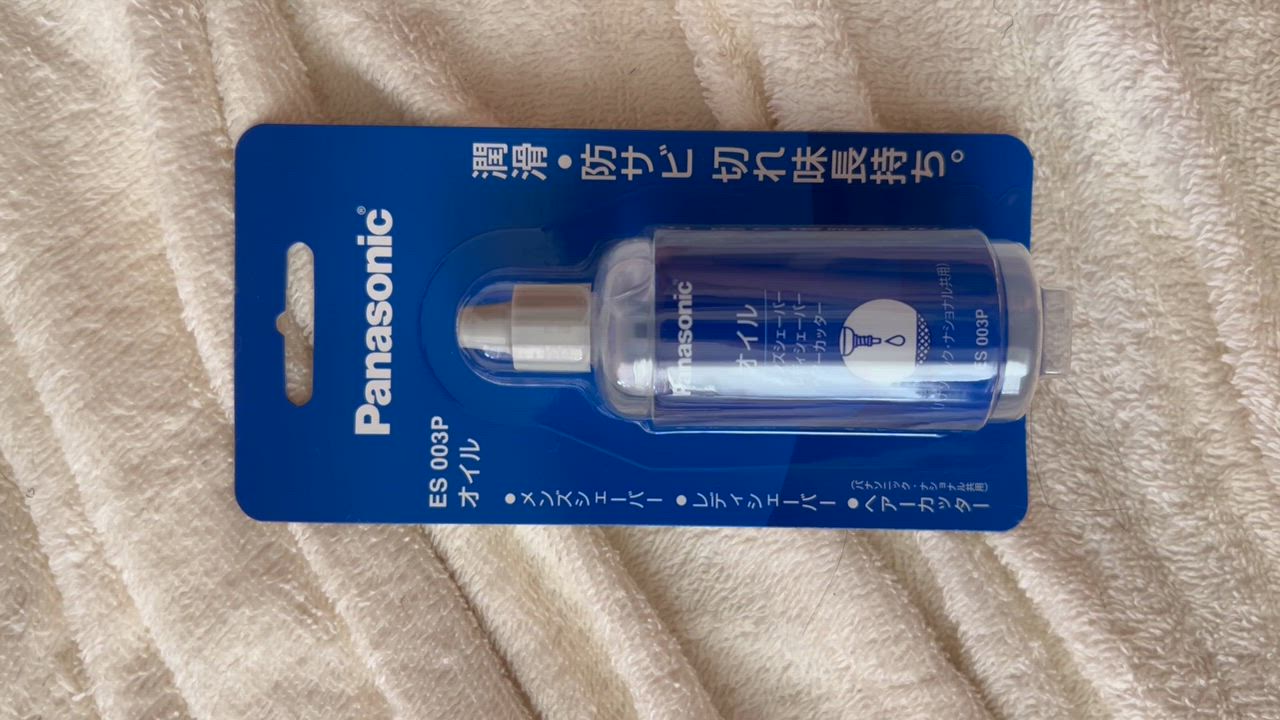 Panasonic®
ES 003P
オイル
潤滑・防サビ 切れ味長持ち。
Panasonic
オイル
ES 003P
●メンズシェーバー
●レディシェーバー
●ヘアーカッター
(パナソニック・ナショナル共用)